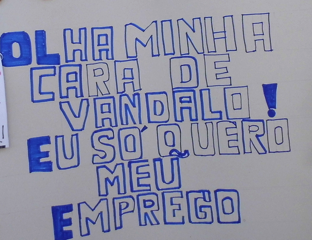 OLHA MINHA
CARA DE
VANDALO!
EU SÓ QUERO
MEU
EMPREGO